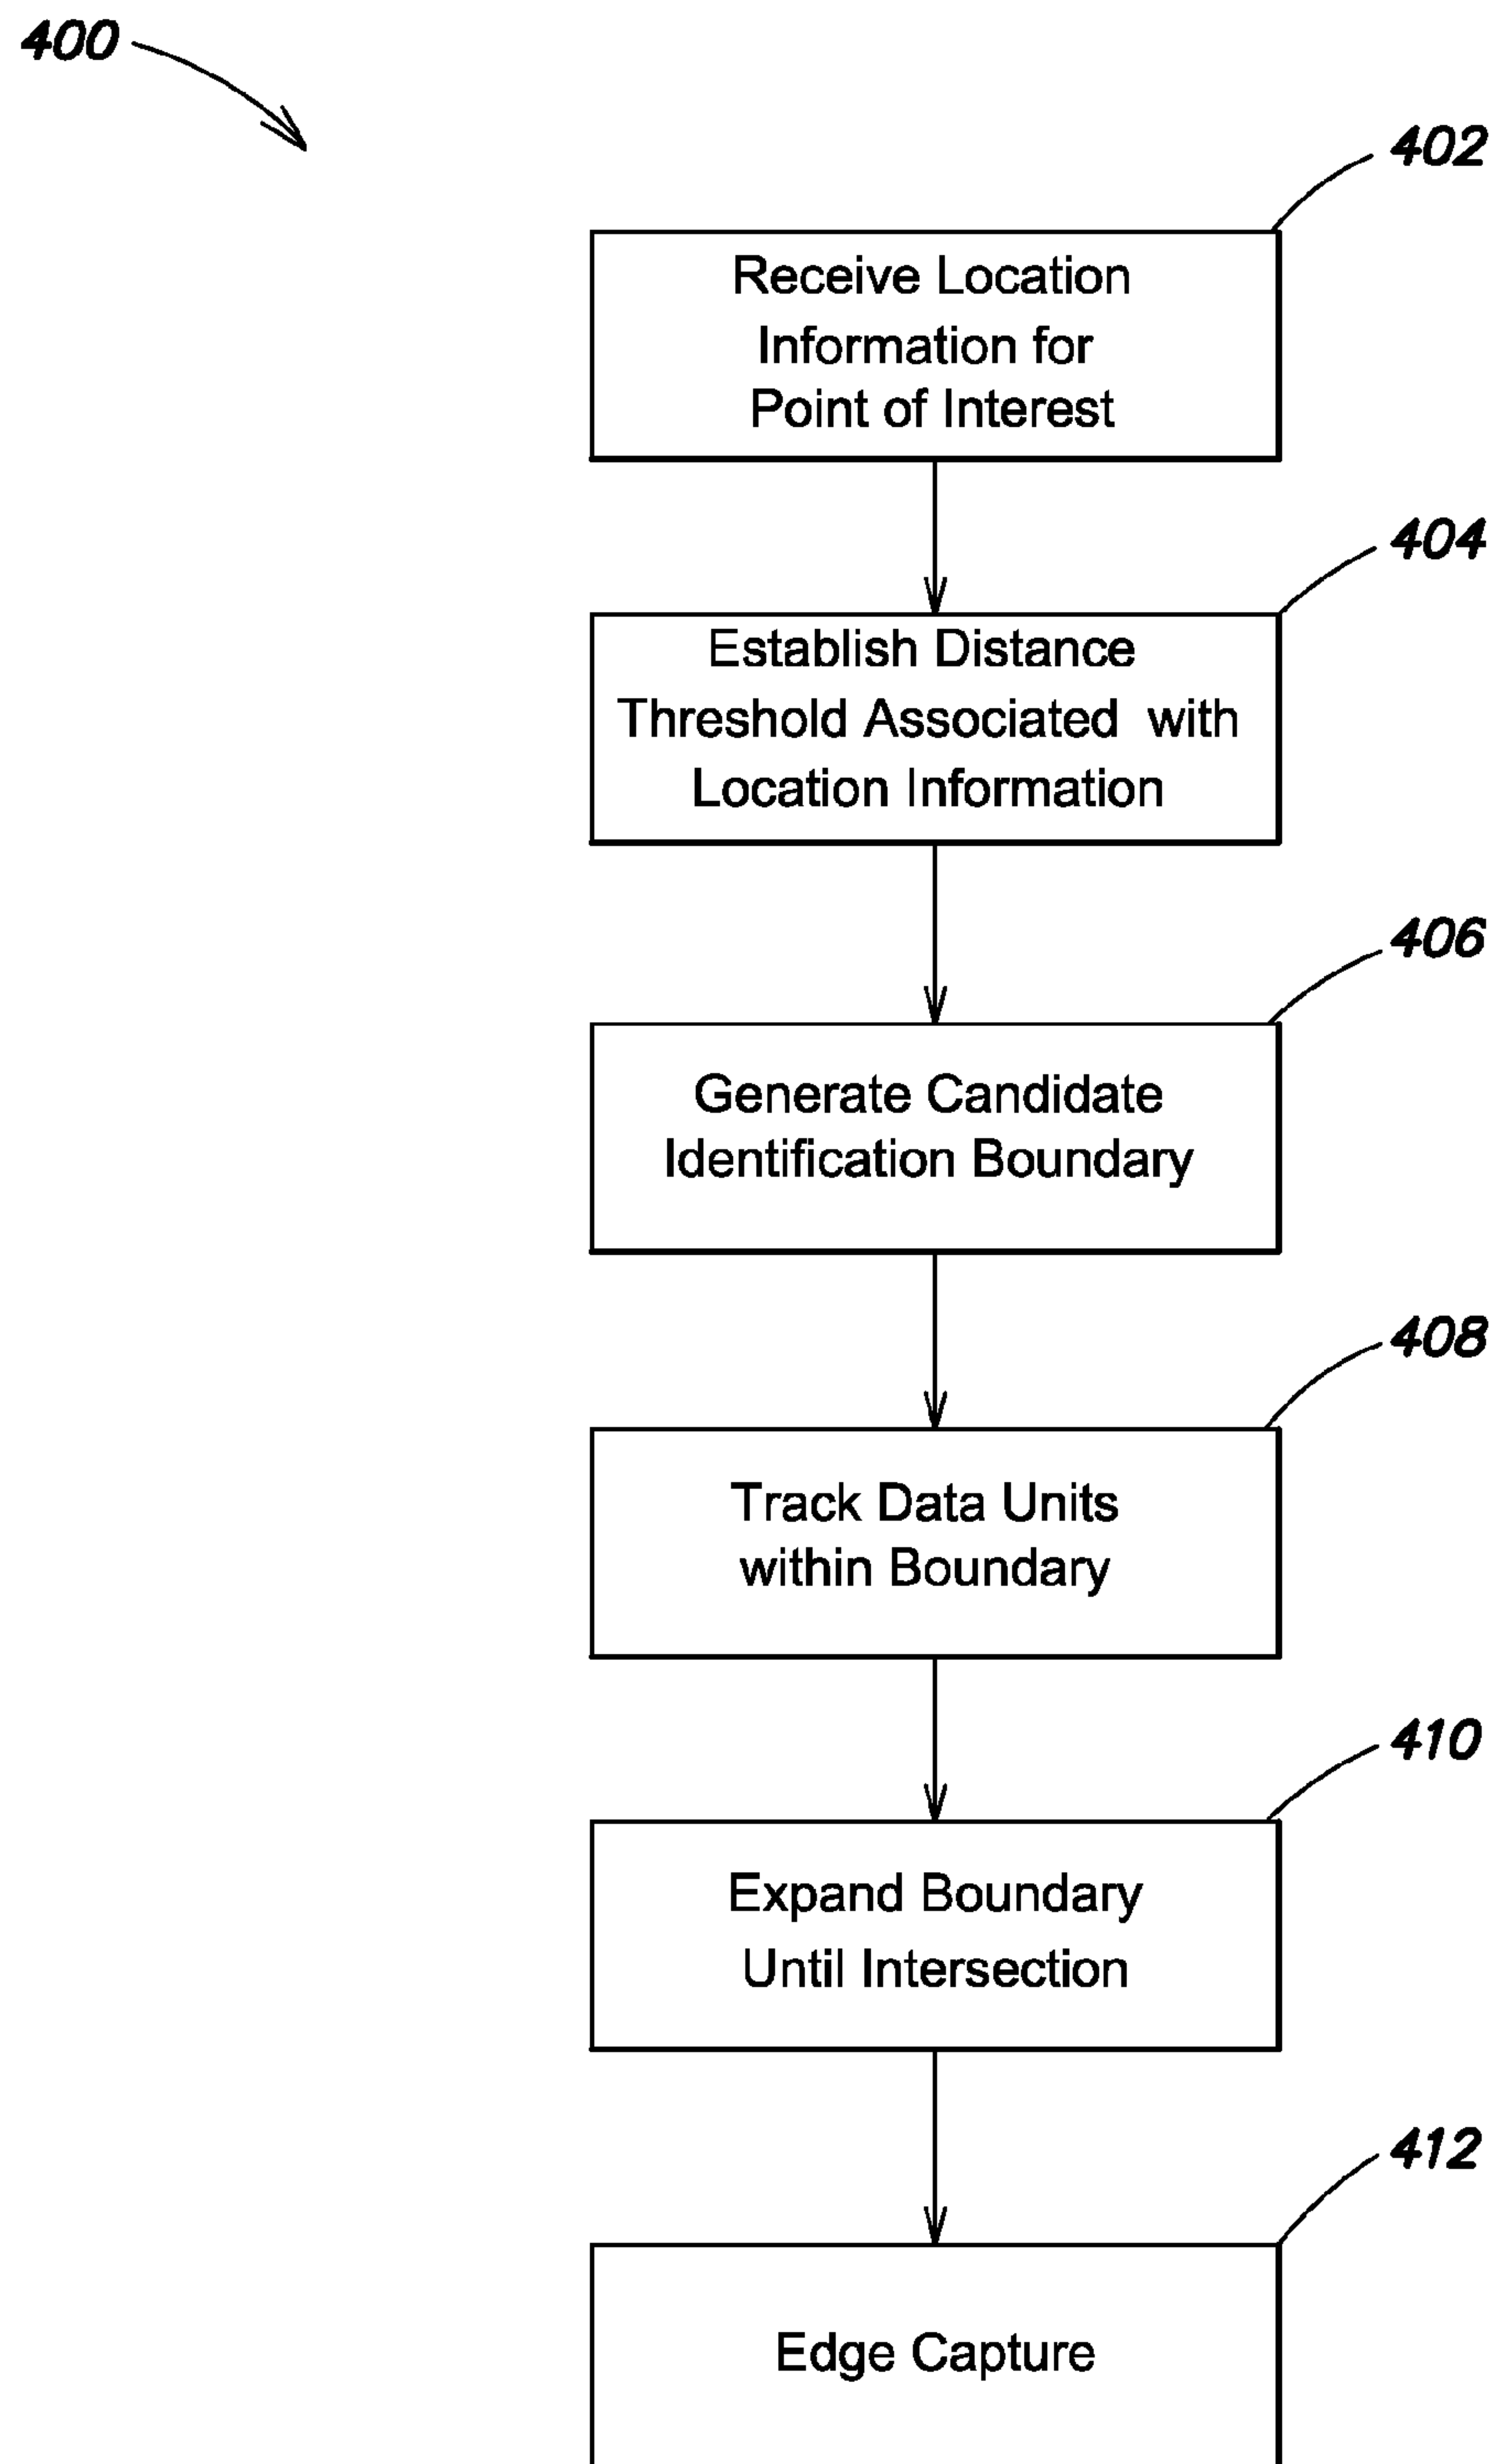 400
402
Receive Location
Information for
Point of Interest
404
Establish Distance
Threshold Associated with
Location Information
406
Generate Candidate
Identification Boundary
408
Track Data Units
within Boundary
410
Expand Boundary
Until Intersection
412
Edge Capture